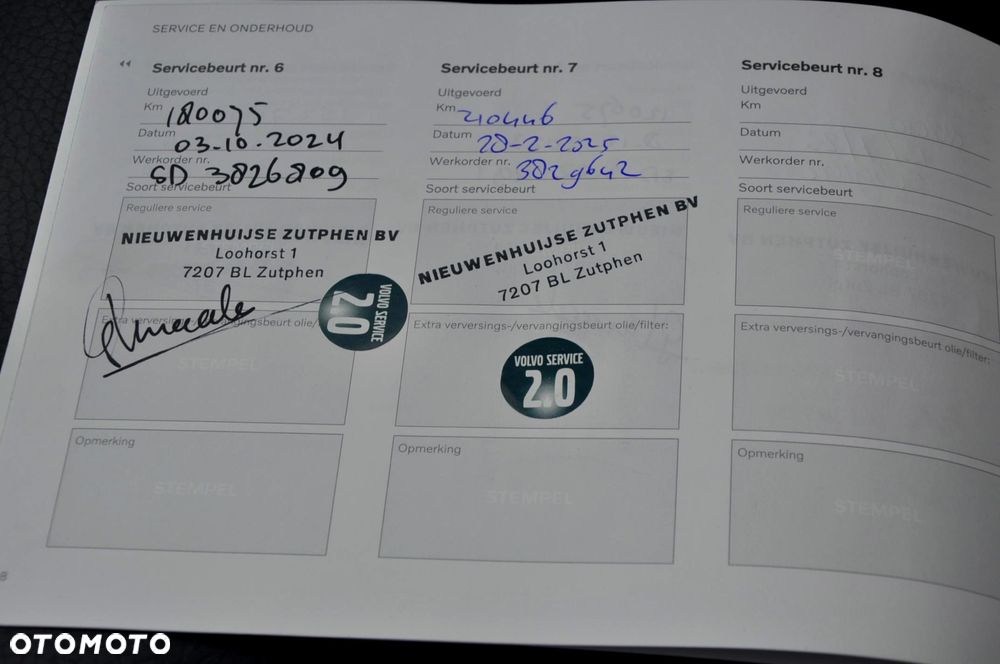 SERVICE EN ONDERHOUD
Servicebeurt nr. 6
Uitgevoerd
Km 180075
Datum 03-10-2024
Werkorder nr.
SD 3826809
Soort servicebeurt
Reguliere service
NIEUWENHUIJSE ZUTPHEN BV
Loohorst 1
7207 BL Zutphen
VOLVO SERVICE
2.0
Extra verversings-/vervangingsbeurt olie/
STEMPEL
Opmerking
STEMPEL
Servicebeurt nr. 7
Uitgevoerd
Km 210446
Datum 28-2-2025
Werkorder nr. 3829642
Soort servicebeurt
Reguliere service
NIEUWENHUIJSE ZUTPHEN BV
Loohorst 1
7207 BL Zutphen
Extra verversings-/vervangingsbeurt olie/filter:
VOLVO SERVICE
2.0
Opmerking
STEMPEL
Servicebeurt nr. 8
Uitgevoerd
Km
Datum
Werkorder nr.
Soort servicebeurt
Reguliere service
STEMPEL
Extra verversings-/vervangingsbeurt olie/filter:
STEMPEL
Opmerking
STEMPEL
8
OTOMOTO